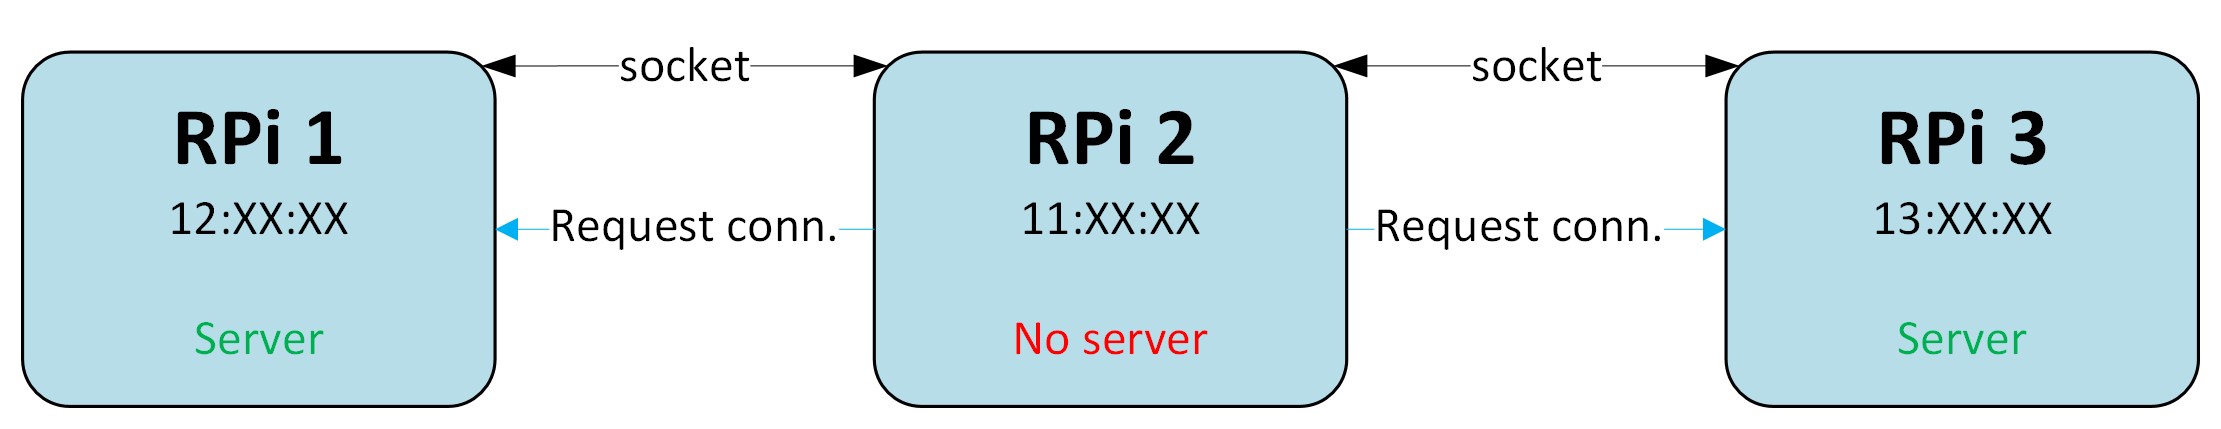 socket
socket
RPi 1
12:XX:XX
Server
Request conn.
RPi 2
11:XX:XX
No server
Request conn.
RPi 3
13:XX:XX
Server